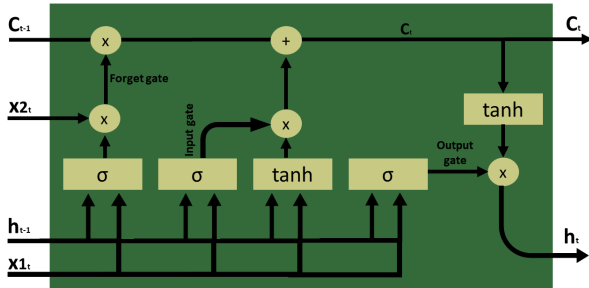 Cₜ₋₁
x
+
Cₜ
Cₜ
Forget gate
x2ₜ
x
Input gate
x
tanh
Output
gate
σ
σ
tanh
σ
x
hₜ₋₁
x1ₜ
hₜ